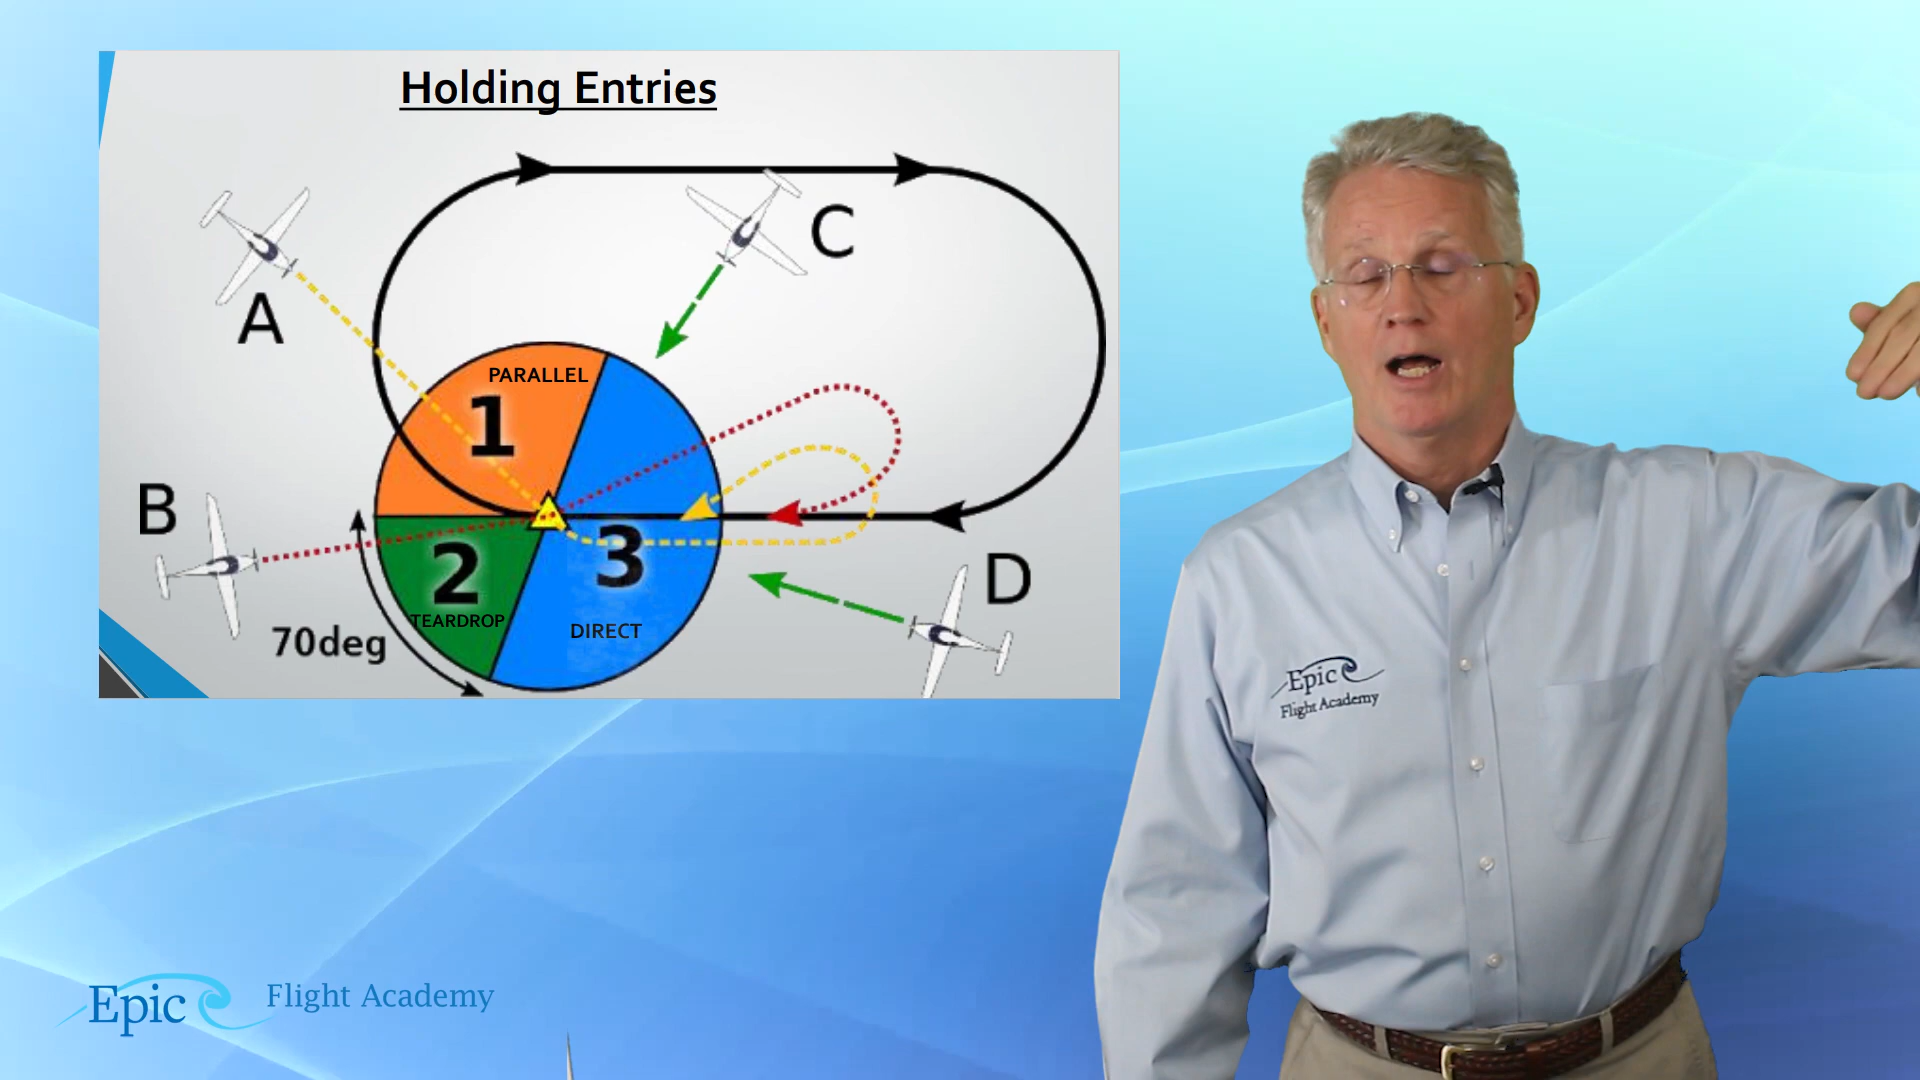 Holding Entries
C
A
PARALLEL
1
B
2
3
D
TEARDROP
DIRECT
70deg
Epic
Flight Academy
Epic Flight Academy